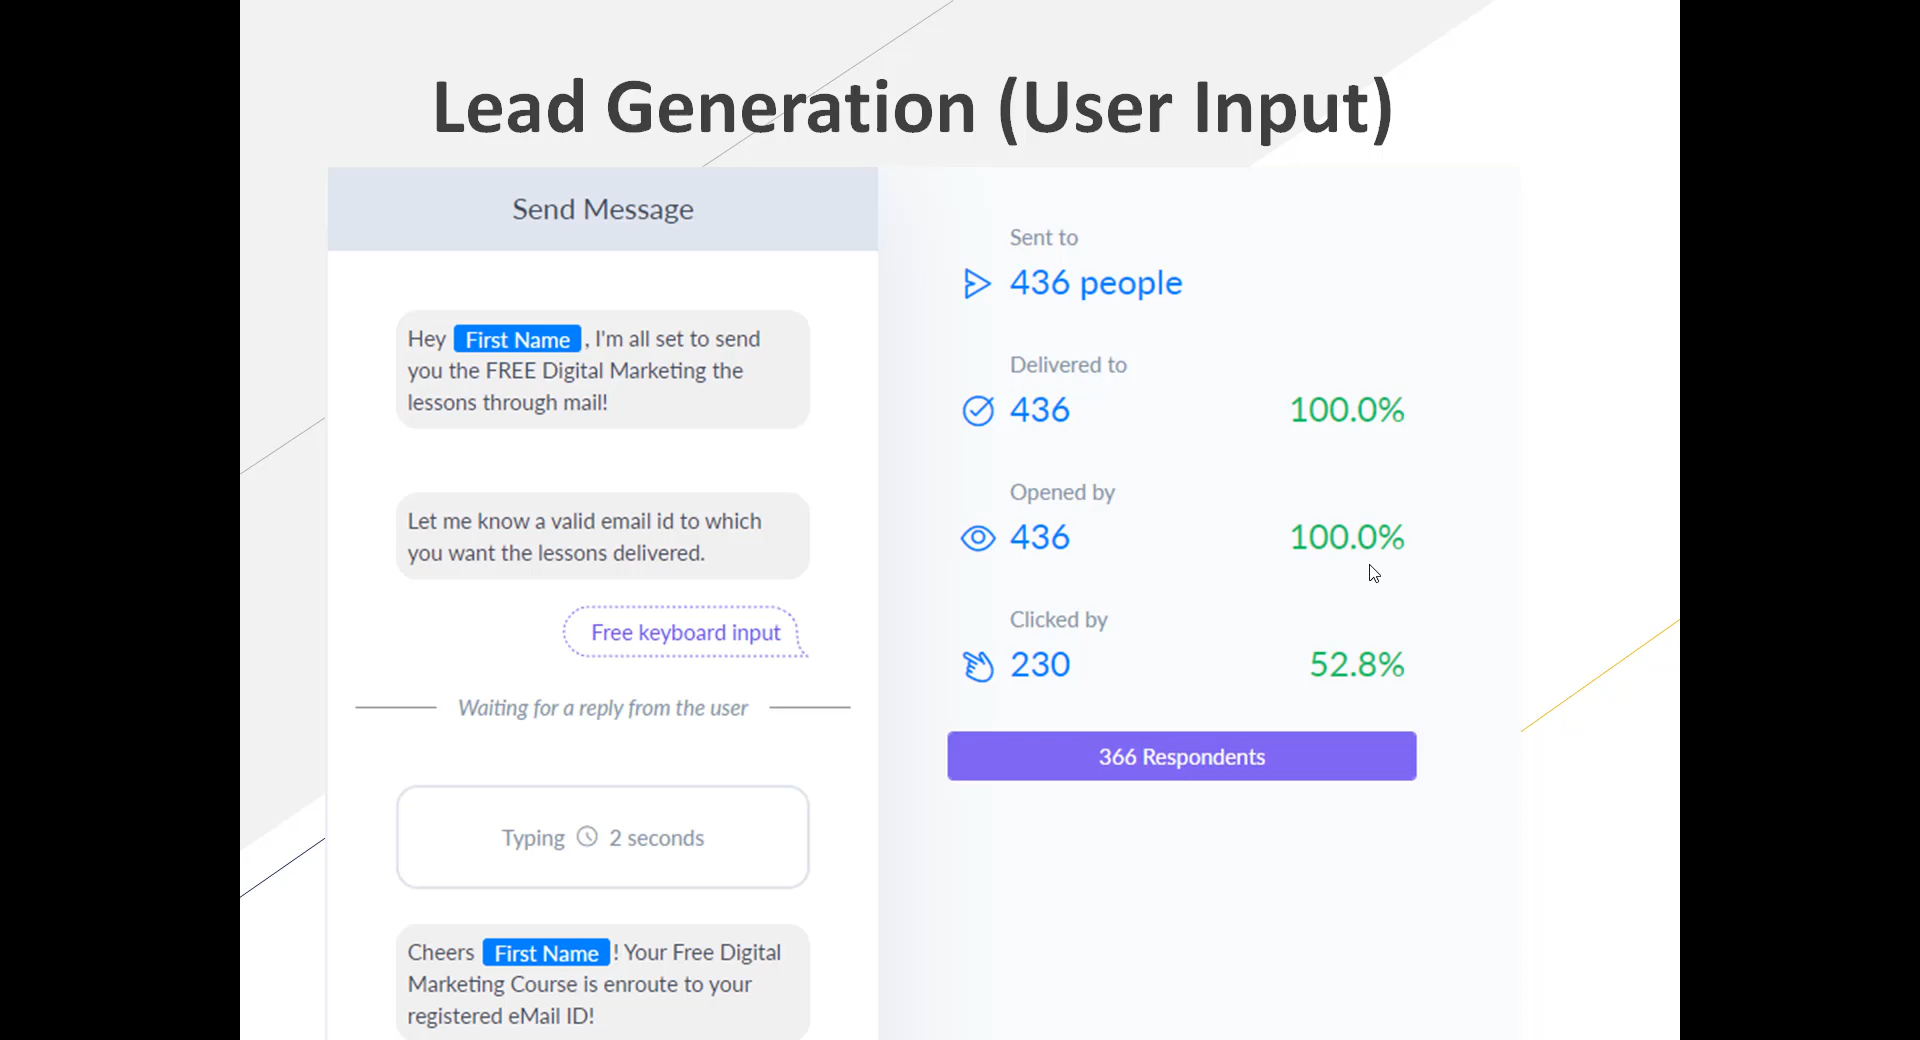 Lead Generation (User Input)
Send Message
Hey First Name , I'm all set to send
you the FREE Digital Marketing the
lessons through mail!
Let me know a valid email id to which
you want the lessons delivered.
Free keyboard input
Waiting for a reply from the user
Typing 2 seconds
Cheers First Name ! Your Free Digital
Marketing Course is enroute to your
registered eMail ID!
Sent to
436 people
Delivered to
436 100.0%
Opened by
436 100.0%
Clicked by
230 52.8%
366 Respondents